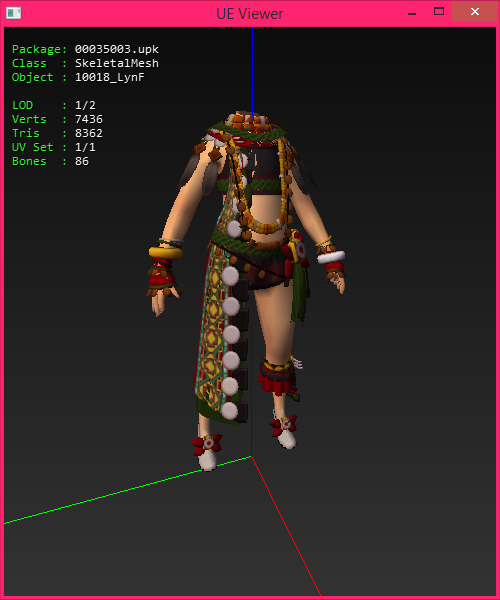 UE Viewer
Package: 00035003.upk
Class : SkeletalMesh
Object : 10018_LynF
LOD : 1/2
Verts : 7436
Tris : 8362
UV Set : 1/1
Bones : 86